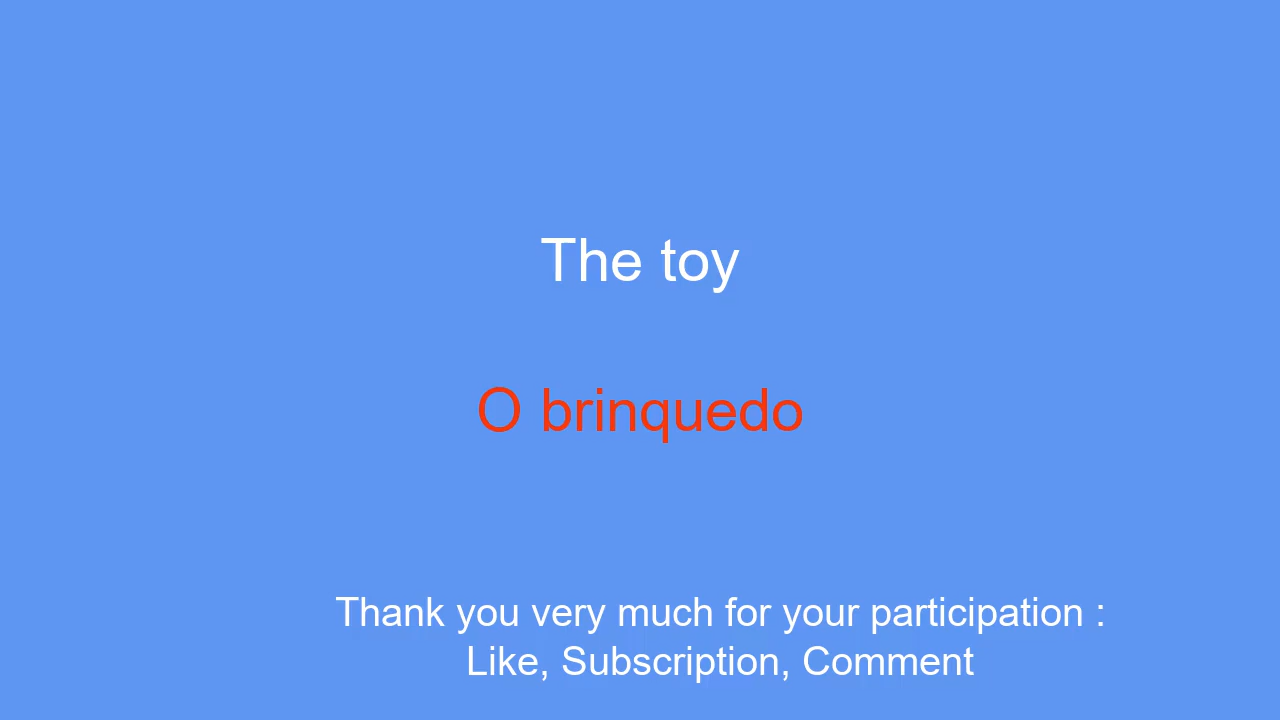 The toy
O brinquedo
Thank you very much for your participation :
Like, Subscription, Comment